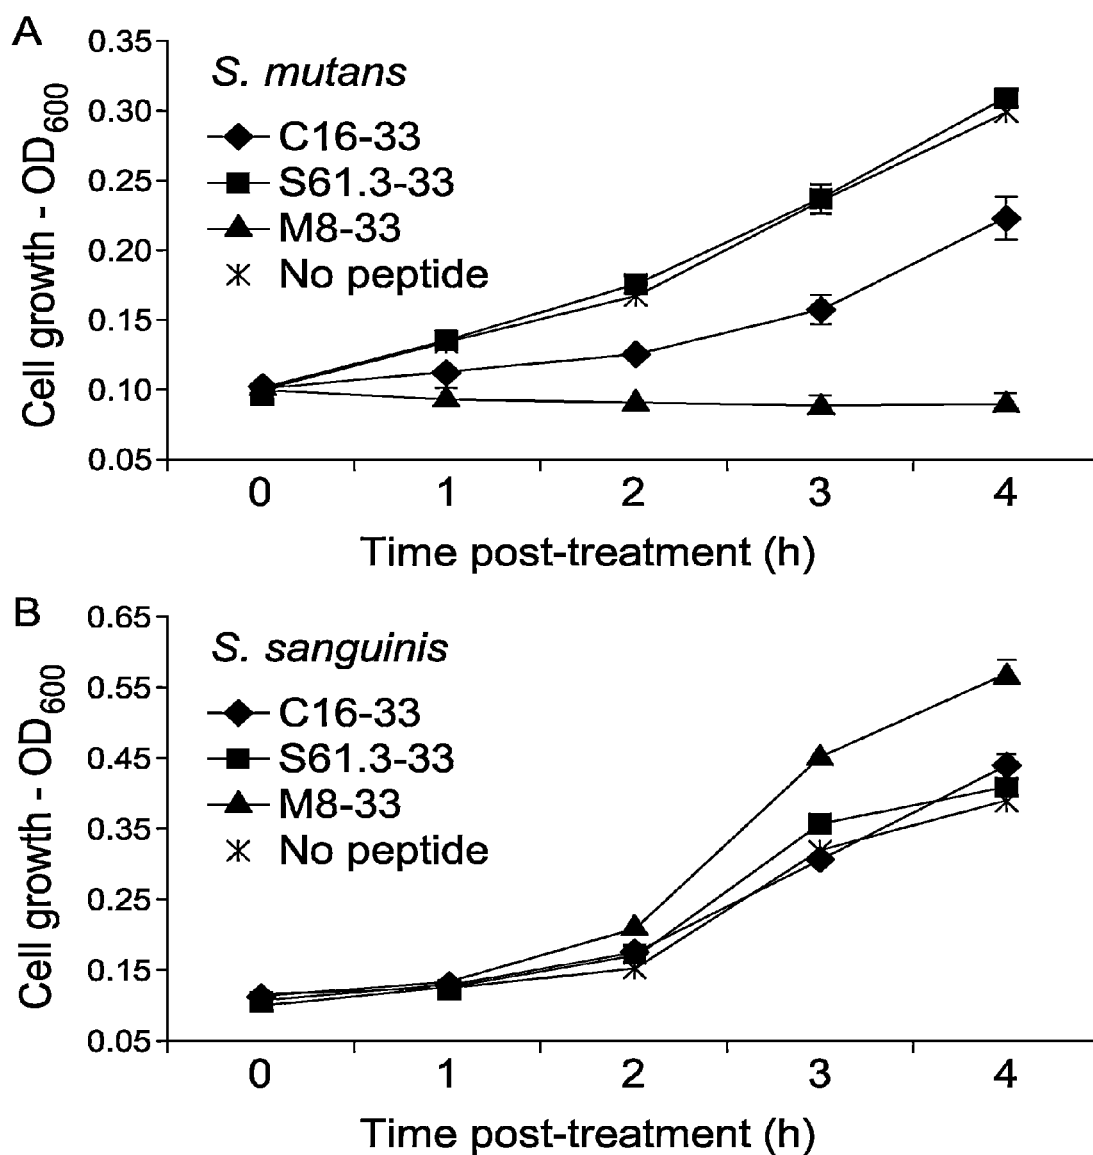 A
0.35
0.30
0.25
0.20
0.15
0.10
0.05
Cell growth - OD600
S. mutans
C16-33
S61.3-33
M8-33
No peptide
0 1 2 3 4
Time post-treatment (h)
B
0.65
0.55
0.45
0.35
0.25
0.15
0.05
Cell growth - OD600
S. sanguinis
C16-33
S61.3-33
M8-33
No peptide
0 1 2 3 4
Time post-treatment (h)